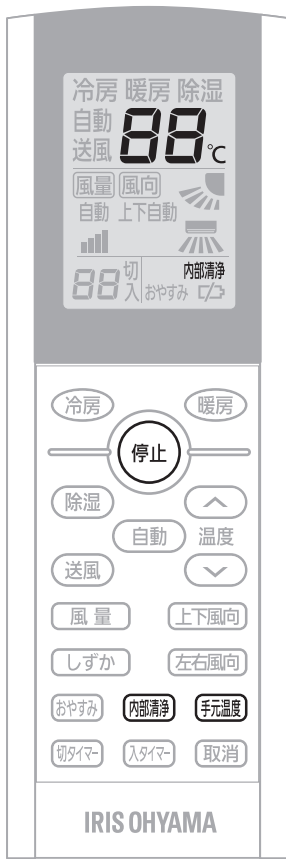 冷房 暖房 除湿
自動 88℃
送風
風量 風向
自動 上下自動
88 切 内部清浄
入 おやすみ
冷房 暖房
停止
除湿
自動 温度
送風
風量 上下風向
しずか 左右風向
おやすみ 内部清浄 手元温度
切タイマー 入タイマー 取消
IRIS OHYAMA